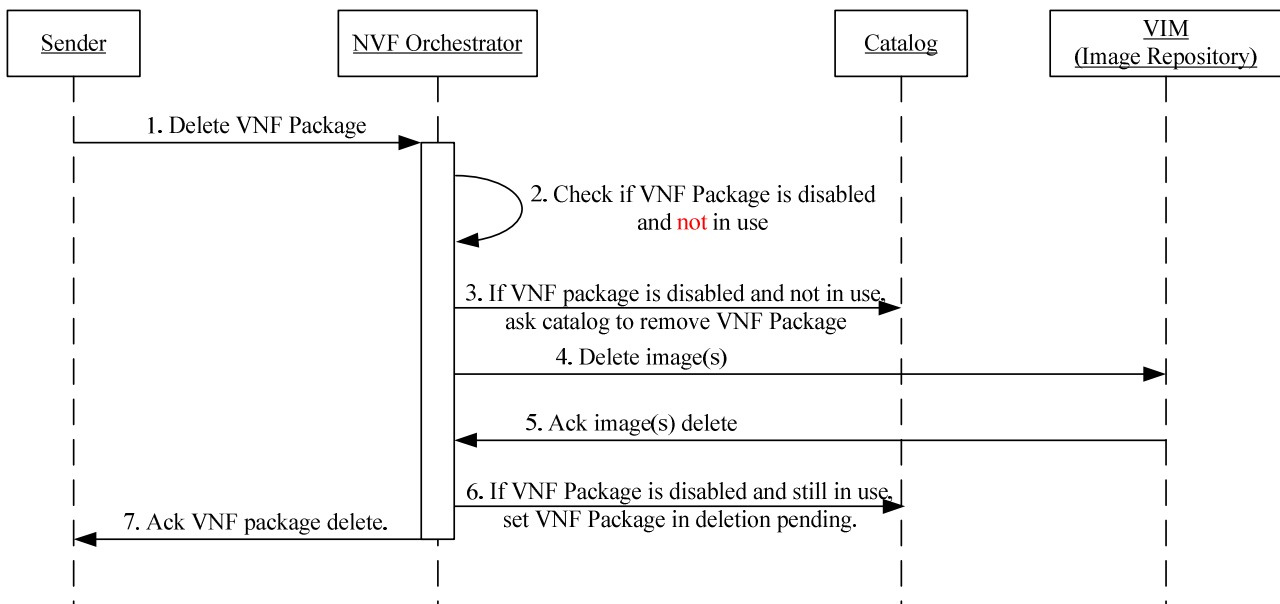 Sender
NVF Orchestrator
Catalog
VIM
(Image Repository)
1. Delete VNF Package
2. Check if VNF Package is disabled
and not in use
3. If VNF package is disabled and not in use,
ask catalog to remove VNF Package
4. Delete image(s)
5. Ack image(s) delete
6. If VNF Package is disabled and still in use,
set VNF Package in deletion pending.
7. Ack VNF package delete.